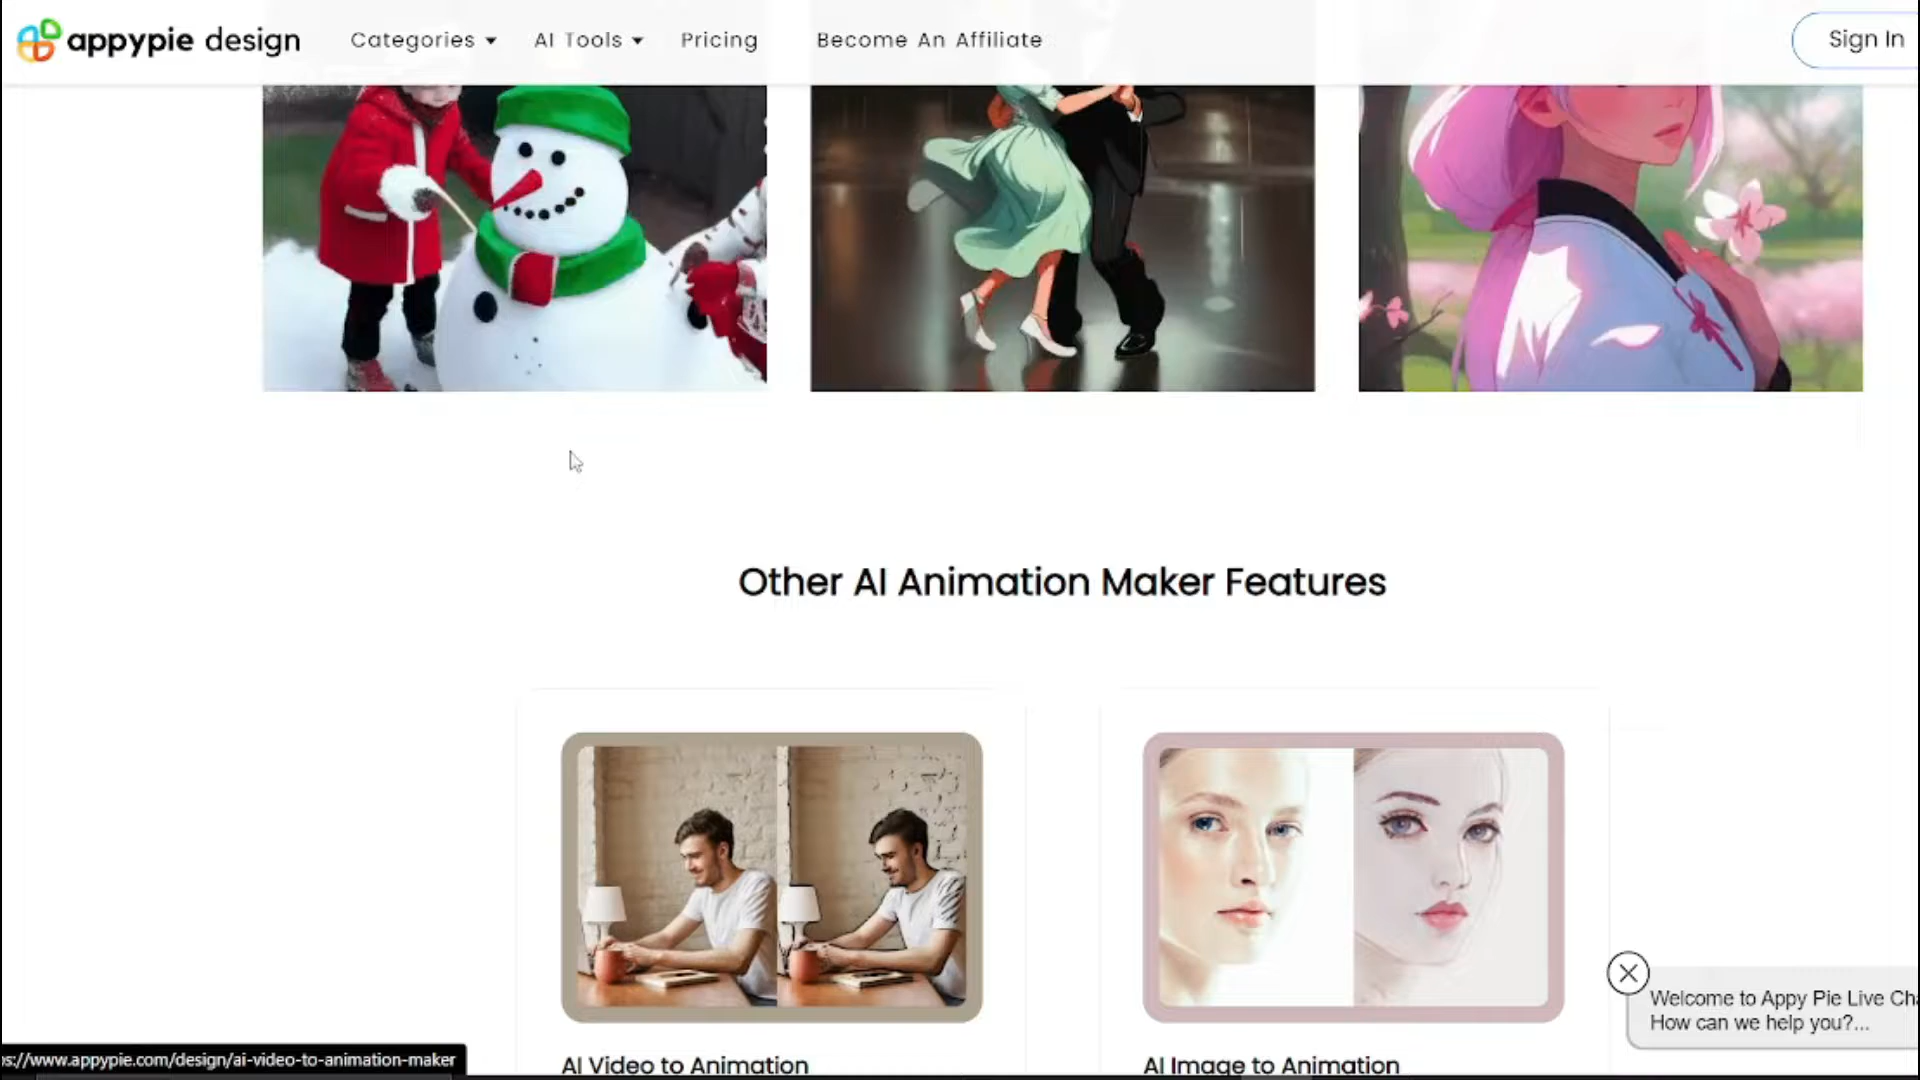 appypie design
Categories
AI Tools
Pricing
Become An Affiliate
Sign In
Other AI Animation Maker Features
AI Video to Animation
AI Image to Animation
Welcome to Appy Pie Live Cha
How can we help you?...
s://www.appypie.com/design/ai-video-to-animation-maker